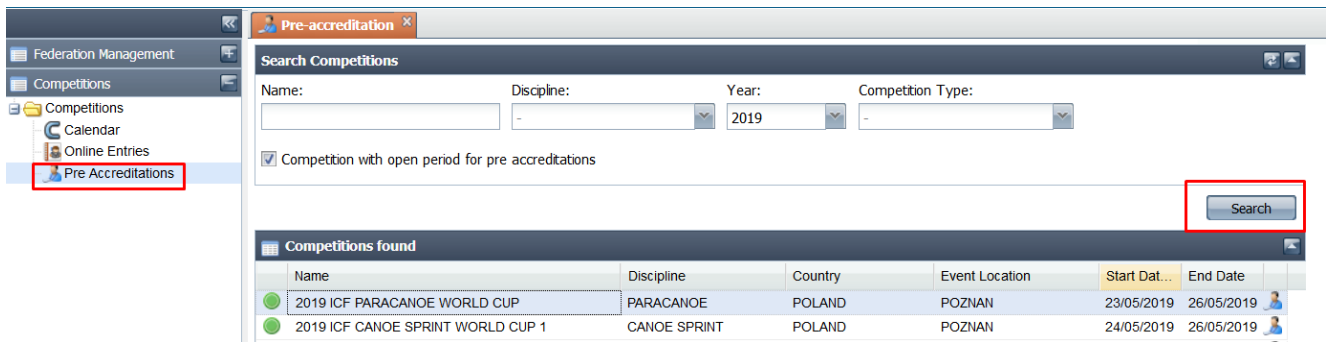 Pre-accreditation
Federation Management
Search Competitions
Competitions
Name: Discipline: Year: Competition Type:
Competitions
- 2019 -
Calendar
Online Entries
Competition with open period for pre accreditations
Pre Accreditations
Search
Competitions found
Name Discipline Country Event Location Start Dat... End Date
2019 ICF PARACANOE WORLD CUP PARACANOE POLAND POZNAN 23/05/2019 26/05/2019
2019 ICF CANOE SPRINT WORLD CUP 1 CANOE SPRINT POLAND POZNAN 24/05/2019 26/05/2019